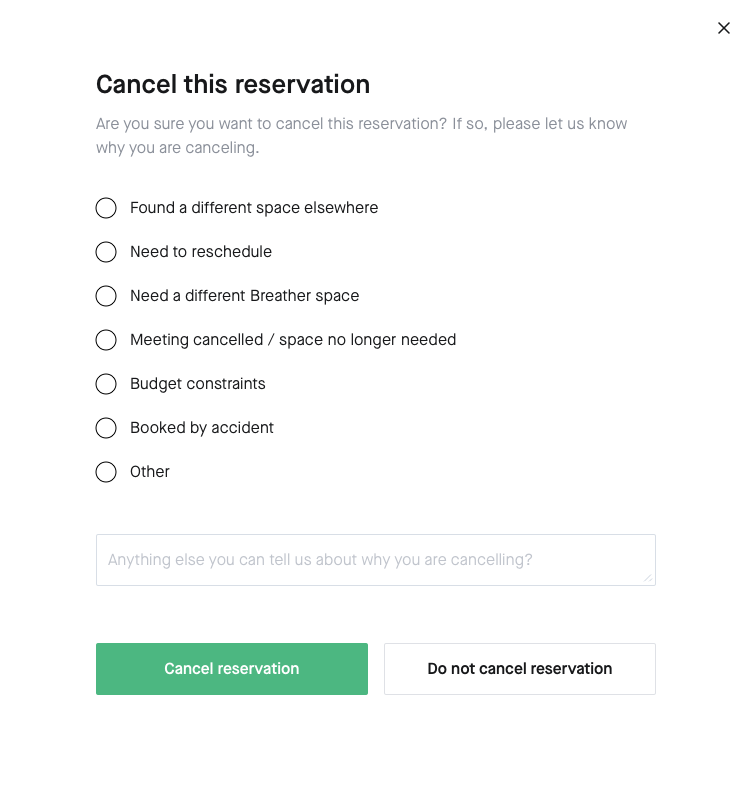 Cancel this reservation
Are you sure you want to cancel this reservation? If so, please let us know
why you are canceling.
Found a different space elsewhere
Need to reschedule
Need a different Breather space
Meeting cancelled / space no longer needed
Budget constraints
Booked by accident
Other
Anything else you can tell us about why you are cancelling?
Cancel reservation
Do not cancel reservation